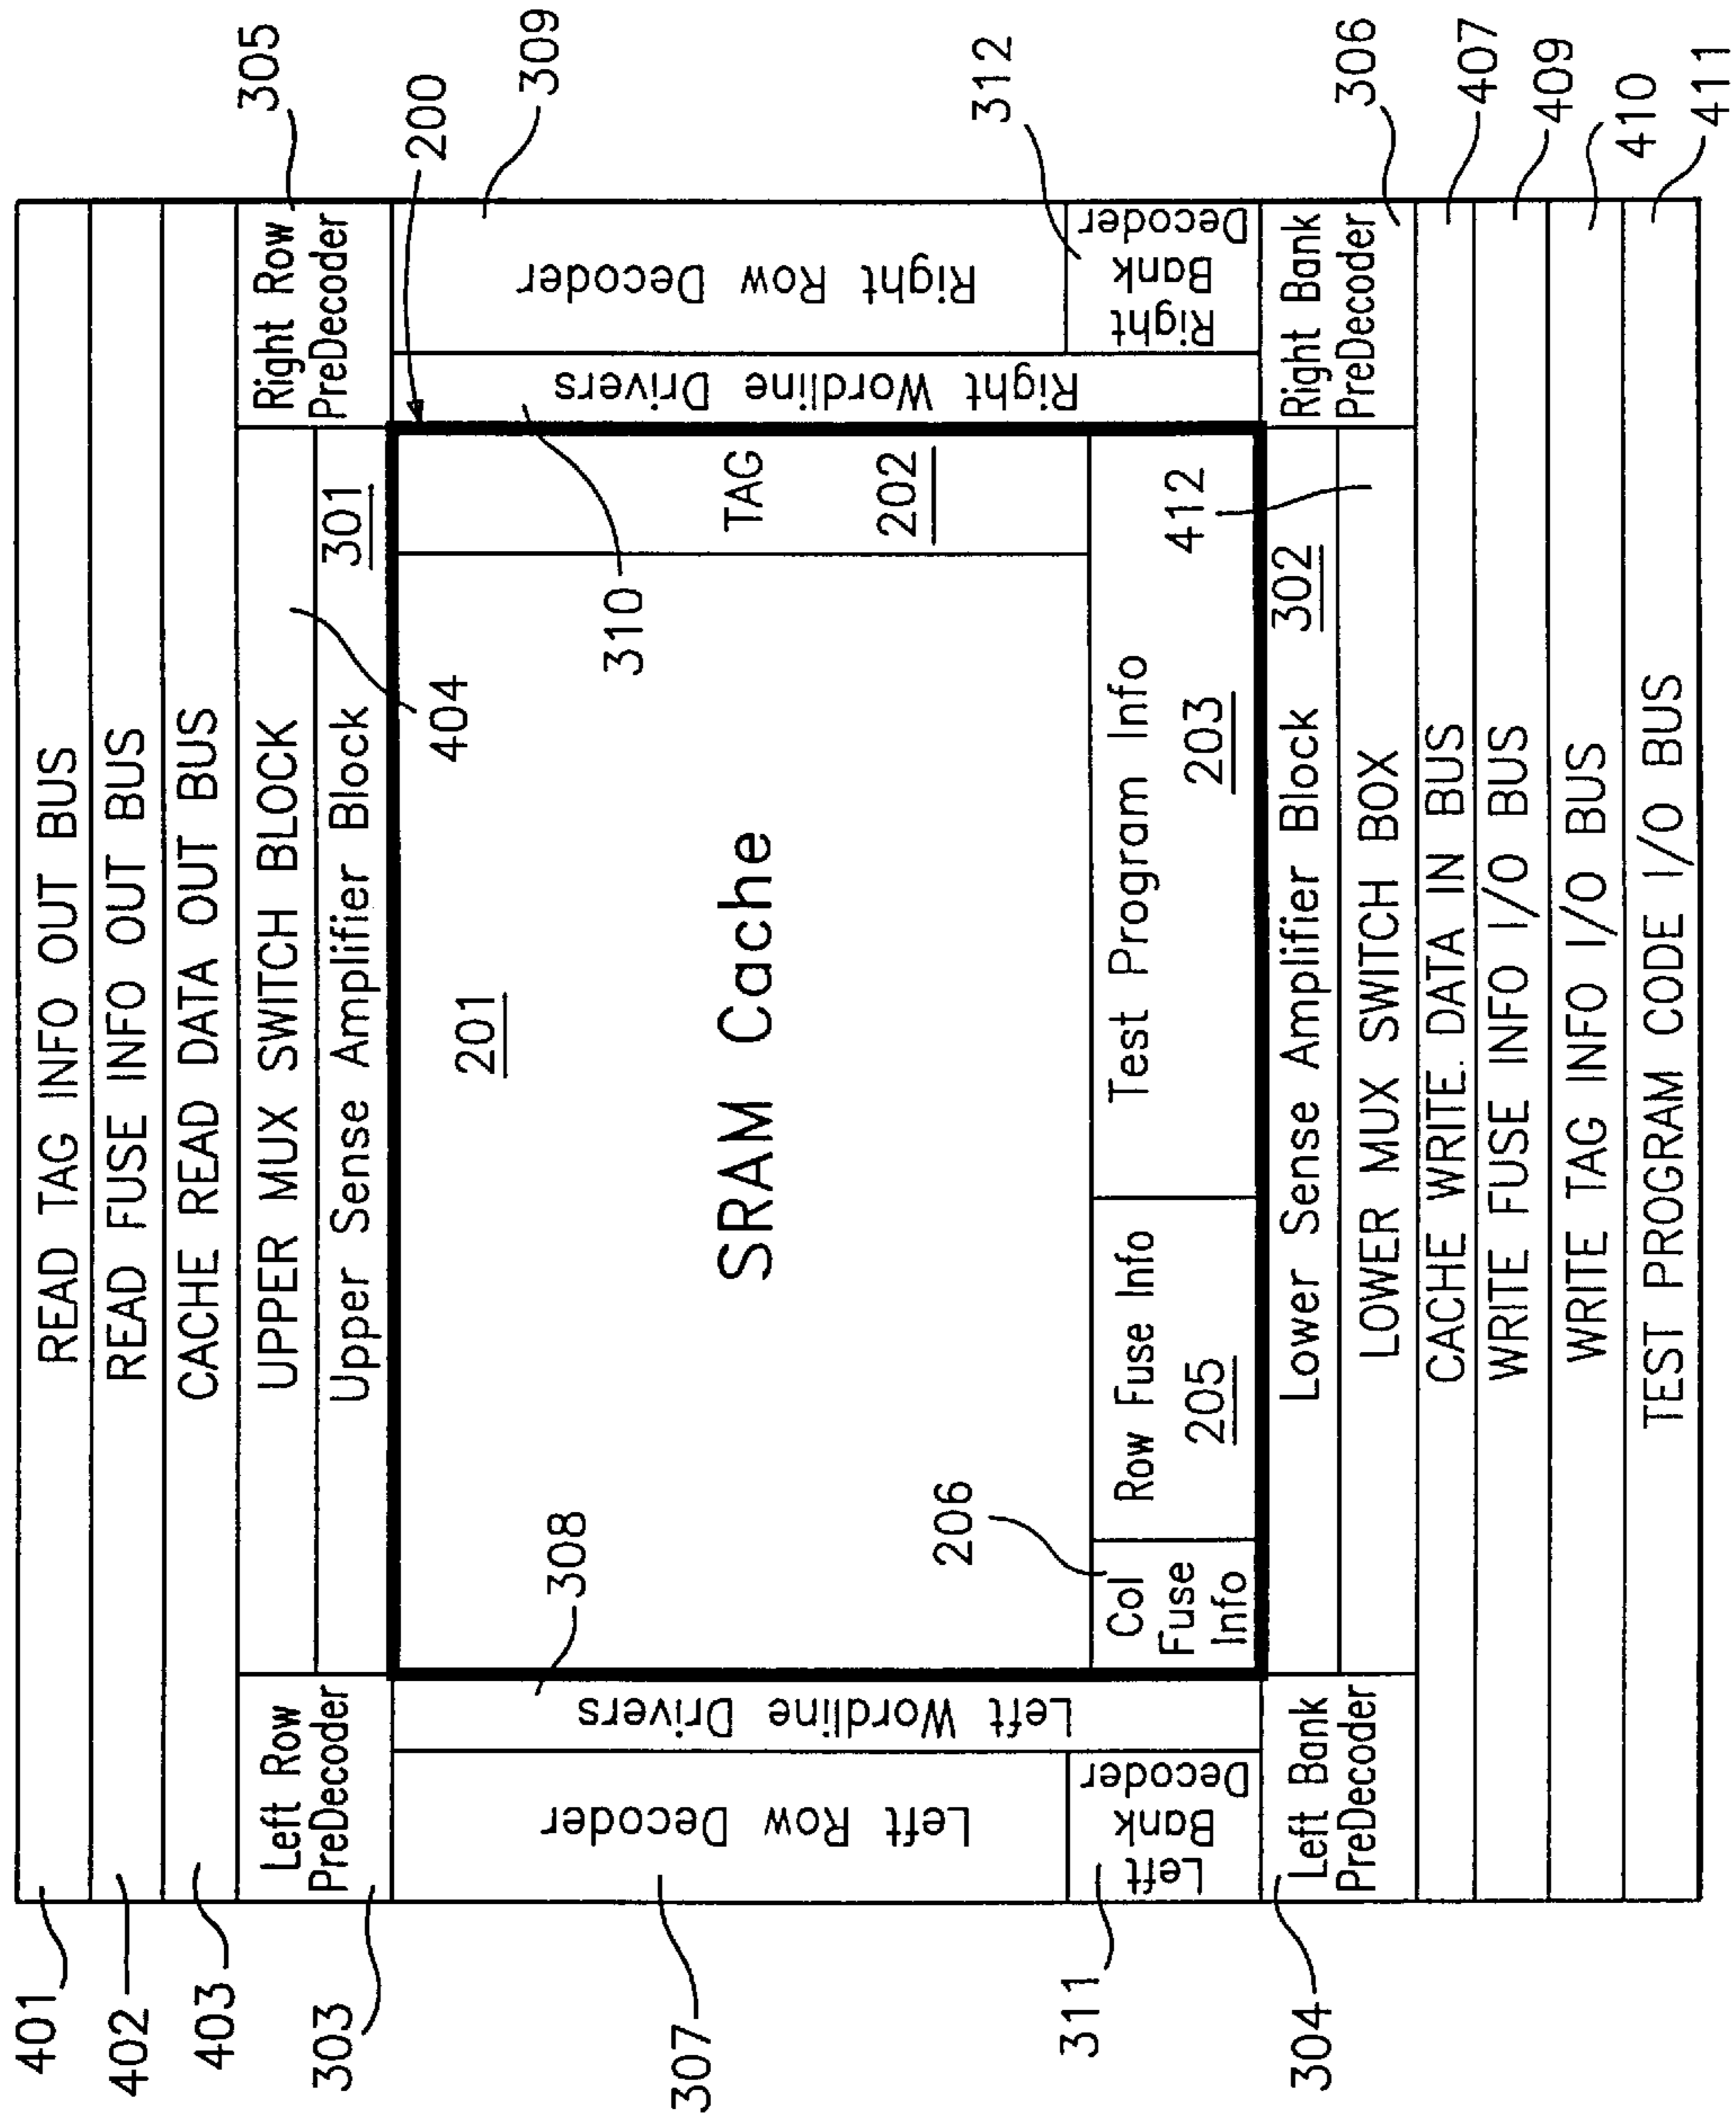 401
READ TAG INFO OUT BUS
402
READ FUSE INFO OUT BUS
403
CACHE READ DATA OUT BUS
303
Left Row
PreDecoder
UPPER MUX SWITCH BLOCK
404
Right Row
PreDecoder
305
Upper Sense Amplifier Block
301
200
307
Left Row Decoder
Left Wordline Drivers
308
201
SRAM Cache
TAG
202
310
Right Wordline Drivers
Right Row Decoder
309
311
Left
Bank
Decoder
206
Col
Fuse
Info
Row Fuse Info
205
Test Program Info
203
412
Right
Bank
Decoder
312
304
Left Bank
PreDecoder
Lower Sense Amplifier Block
302
LOWER MUX SWITCH BOX
Right Bank
PreDecoder
306
CACHE WRITE. DATA IN BUS
407
WRITE FUSE INFO I/O BUS
409
WRITE TAG INFO I/O BUS
410
TEST PROGRAM CODE I/O BUS
411